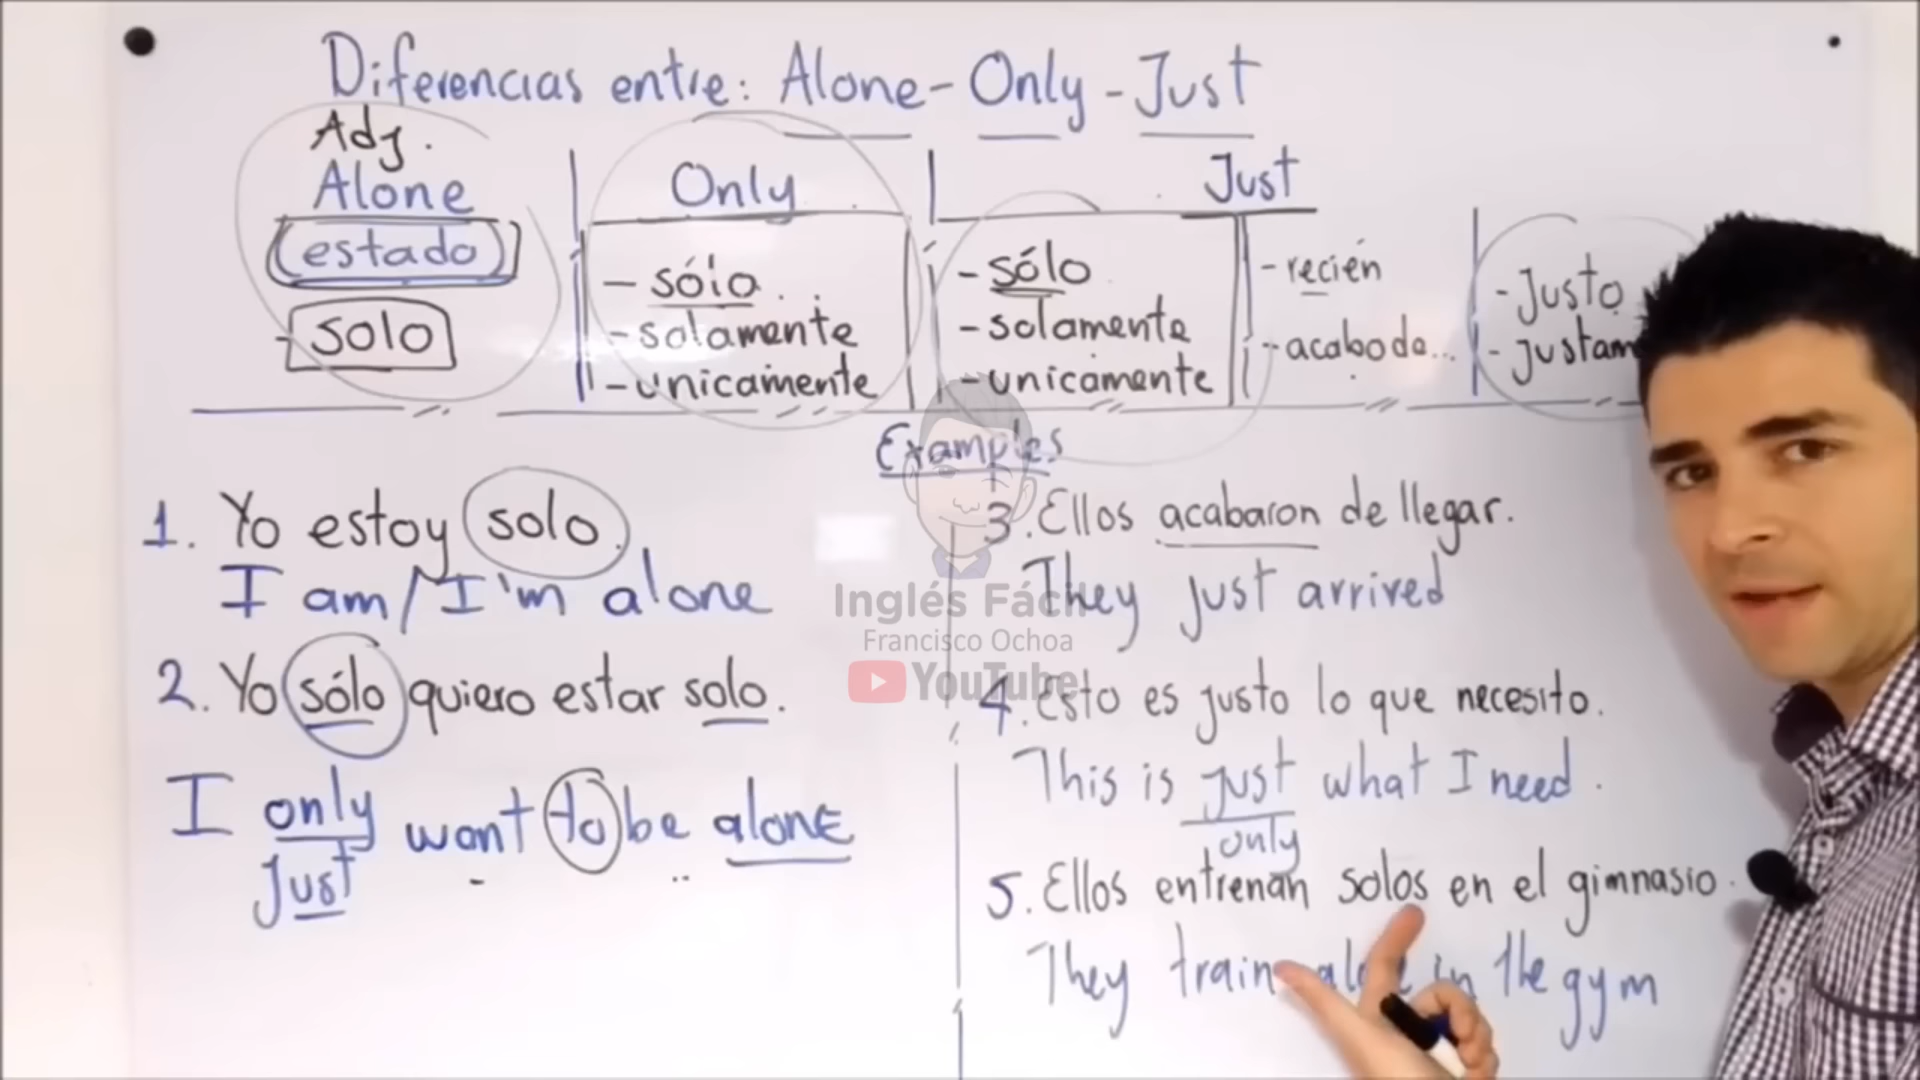 Diferencias entre: Alone - Only - Just
Adj.
Alone
(estado)
- solo
Only
- sólo
- solamente
- unicamente
Just
- sólo
- solamente
- unicamente
- recién
- acabo de...
- Justo
- Justam
Examples
1. Yo estoy solo.
I am / I'm alone
2. Yo sólo quiero estar solo.
I only want to be alone
Just
3. Ellos acabaron de llegar.
They just arrived
4. Esto es justo lo que necesito.
This is just what I need.
only
5. Ellos entrenan solos en el gimnasio.
They train in the gym
Inglés Fácil
Francisco Ochoa
YouTube